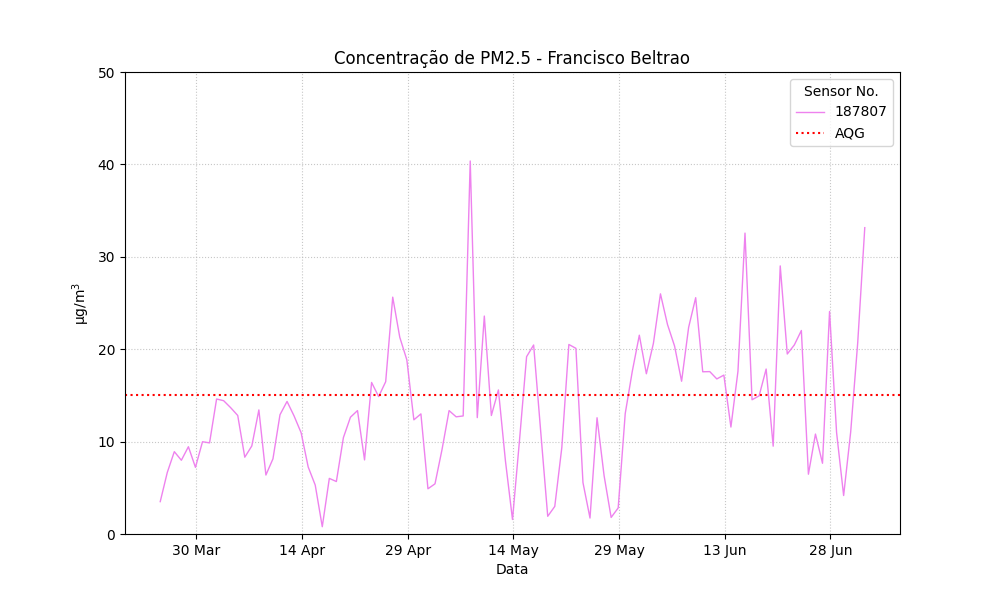 Concentração de PM2.5 - Francisco Beltrao
Sensor No.
187807
AQG
µg/m³
50
40
30
20
10
0
30 Mar
14 Apr
29 Apr
14 May
29 May
13 Jun
28 Jun
Data